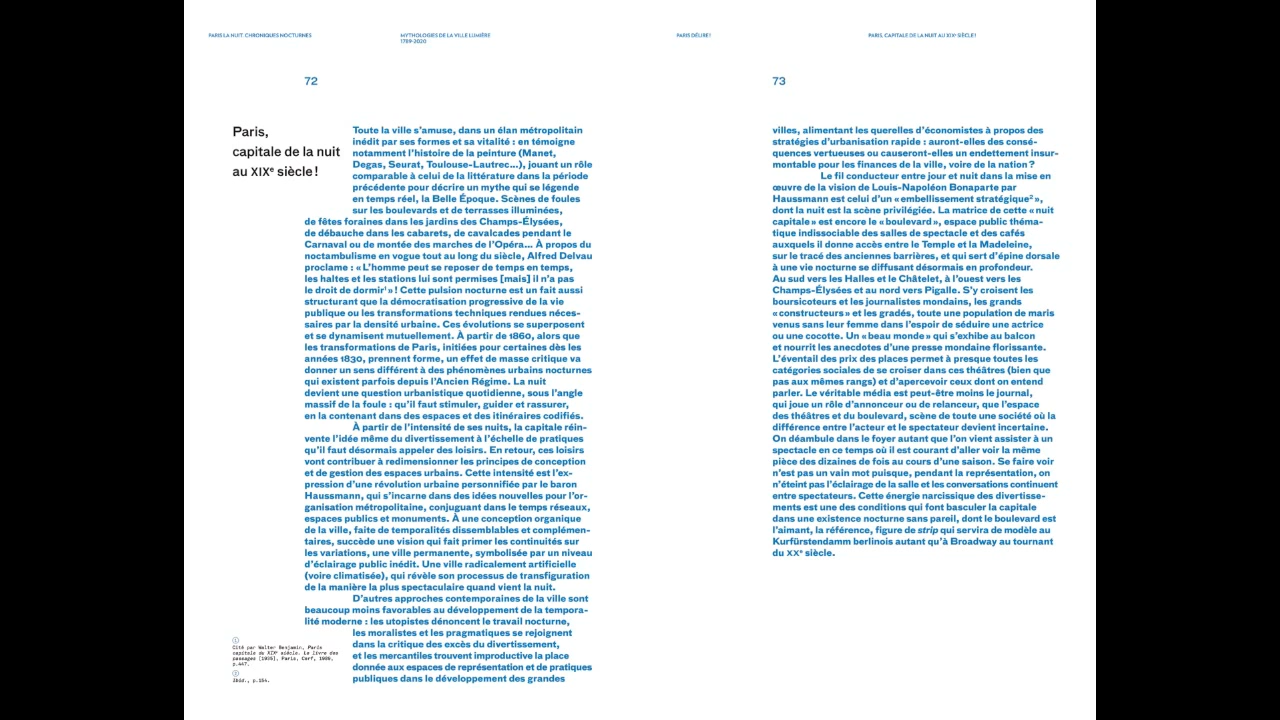 PARIS LA NUIT. CHRONIQUES NOCTURNES
MYTHOLOGIES DE LA VILLE LUMIÈRE
1789-2020
PARIS DÉLIRE !
PARIS, CAPITALE DE LA NUIT AU XIXe SIÈCLE !
72
Paris,
capitale de la nuit
au XIXe siècle !
Toute la ville s’amuse, dans un élan métropolitain
inédit par ses formes et sa vitalité : en témoigne
notamment l’histoire de la peinture (Manet,
Degas, Seurat, Toulouse-Lautrec…), jouant un rôle
comparable à celui de la littérature dans la période
précédente pour décrire un mythe qui se légende
en temps réel, la Belle Époque. Scènes de foules
sur les boulevards et de terrasses illuminées,
de fêtes foraines dans les jardins des Champs-Élysées,
de débauche dans les cabarets, de cavalcades pendant le
Carnaval ou de montée des marches de l’Opéra… À propos du
noctambulisme en vogue tout au long du siècle, Alfred Delvau
proclame : « L’homme peut se reposer de temps en temps,
les haltes et les stations lui sont permises [mais] il n’a pas
le droit de dormir¹ » ! Cette pulsion nocturne est un fait aussi
structurant que la démocratisation progressive de la vie
publique ou les transformations techniques rendues néces-
saires par la densité urbaine. Ces évolutions se superposent
et se dynamisent mutuellement. À partir de 1860, alors que
les transformations de Paris, initiées pour certaines dès les
années 1830, prennent forme, un effet de masse critique va
donner un sens différent à des phénomènes urbains nocturnes
qui existent parfois depuis l’Ancien Régime. La nuit
devient une question urbanistique quotidienne, sous l’angle
massif de la foule : qu’il faut stimuler, guider et rassurer,
en la contenant dans des espaces et des itinéraires codifiés.
À partir de l’intensité de ses nuits, la capitale réin-
vente l’idée même du divertissement à l’échelle de pratiques
qu’il faut désormais appeler des loisirs. En retour, ces loisirs
vont contribuer à redimensionner les principes de conception
et de gestion des espaces urbains. Cette intensité est l’ex-
pression d’une révolution urbaine personnifiée par le baron
Haussmann, qui s’incarne dans des idées nouvelles pour l’or-
ganisation métropolitaine, conjuguant dans le temps réseaux,
espaces publics et monuments. À une conception organique
de la ville, faite de temporalités dissemblables et complémen-
taires, succède une vision qui fait primer les continuités sur
les variations, une ville permanente, symbolisée par un niveau
d’éclairage public inédit. Une ville radicalement artificielle
(voire climatisée), qui révèle son processus de transfiguration
de la manière la plus spectaculaire quand vient la nuit.
D’autres approches contemporaines de la ville sont
beaucoup moins favorables au développement de la tempora-
lité moderne : les utopistes dénoncent le travail nocturne,
les moralistes et les pragmatiques se rejoignent
dans la critique des excès du divertissement,
et les mercantiles trouvent improductive la place
donnée aux espaces de représentation et de pratiques
publiques dans le développement des grandes
1
Cité par Walter Benjamin, Paris
capitale du XIXe siècle. Le livre des
passages [1935], Paris, Cerf, 1989,
p.447.
2
Ibid., p.154.
73
villes, alimentant les querelles d’économistes à propos des
stratégies d’urbanisation rapide : auront-elles des consé-
quences vertueuses ou causeront-elles un endettement insur-
montable pour les finances de la ville, voire de la nation ?
Le fil conducteur entre jour et nuit dans la mise en
œuvre de la vision de Louis-Napoléon Bonaparte par
Haussmann est celui d’un « embellissement stratégique² »,
dont la nuit est la scène privilégiée. La matrice de cette « nuit
capitale » est encore le « boulevard », espace public théma-
tique indissociable des salles de spectacle et des cafés
auxquels il donne accès entre le Temple et la Madeleine,
sur le tracé des anciennes barrières, et qui sert d’épine dorsale
à une vie nocturne se diffusant désormais en profondeur.
Au sud vers les Halles et le Châtelet, à l’ouest vers les
Champs-Élysées et au nord vers Pigalle. S’y croisent les
boursicoteurs et les journalistes mondains, les grands
« constructeurs » et les gradés, toute une population de maris
venus sans leur femme dans l’espoir de séduire une actrice
ou une cocotte. Un « beau monde » qui s’exhibe au balcon
et nourrit les anecdotes d’une presse mondaine florissante.
L’éventail des prix des places permet à presque toutes les
catégories sociales de se croiser dans ces théâtres (bien que
pas aux mêmes rangs) et d’apercevoir ceux dont on entend
parler. Le véritable média est peut-être moins le journal,
qui joue un rôle d’annonceur ou de relanceur, que l’espace
des théâtres et du boulevard, scène de toute une société où la
différence entre l’acteur et le spectateur devient incertaine.
On déambule dans le foyer autant que l’on vient assister à un
spectacle en ce temps où il est courant d’aller voir la même
pièce des dizaines de fois au cours d’une saison. Se faire voir
n’est pas un vain mot puisque, pendant la représentation, on
n’éteint pas l’éclairage de la salle et les conversations continuent
entre spectateurs. Cette énergie narcissique des divertisse-
ments est une des conditions qui font basculer la capitale
dans une existence nocturne sans pareil, dont le boulevard est
l’aimant, la référence, figure de strip qui servira de modèle au
Kurfürstendamm berlinois autant qu’à Broadway au tournant
du XXe siècle.